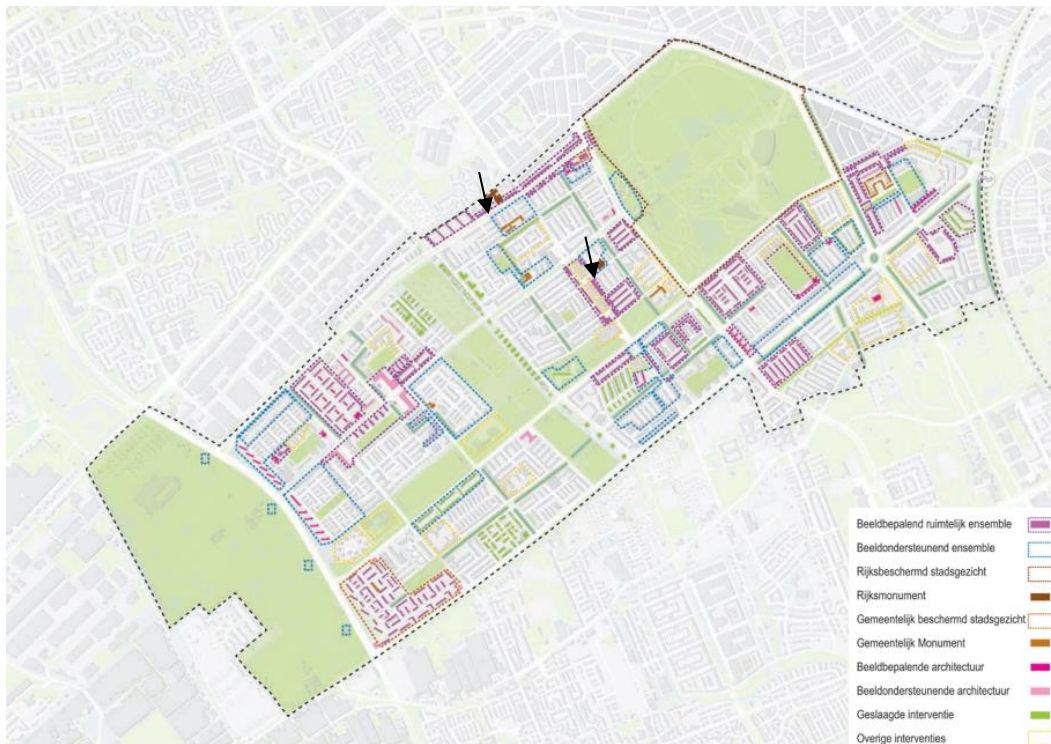 Beeldbepalend ruimtelijk ensemble
Beeldondersteunend ensemble
Rijksbeschermd stadsgezicht
Rijksmonument
Gemeentelijk beschermd stadsgezicht
Gemeentelijk Monument
Beeldbepalende architectuur
Beeldondersteunende architectuur
Geslaagde interventie
Overige interventies